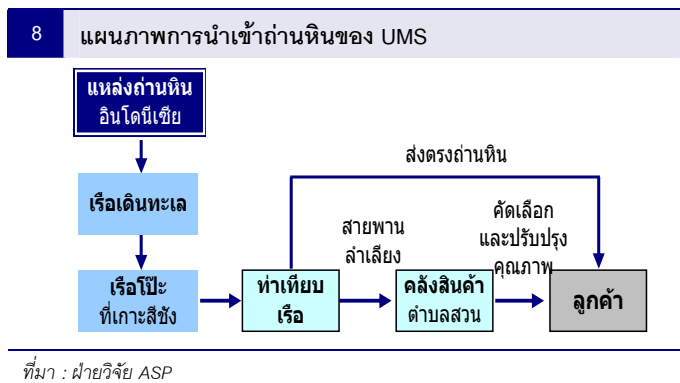 8 แผนภาพการนำเข้าถ่านหินของ UMS
แหล่งถ่านหิน
อินโดนีเซีย
ส่งตรงถ่านหิน
เรือเดินทะเล
สายพาน
ลำเลียง
คัดเลือก
และปรับปรุง
คุณภาพ
เรือโป๊ะ
ที่เกาะสีชัง
ท่าเทียบ
เรือ
คลังสินค้า
ตำบลสวน
ลูกค้า
ที่มา : ฝ่ายวิจัย ASP